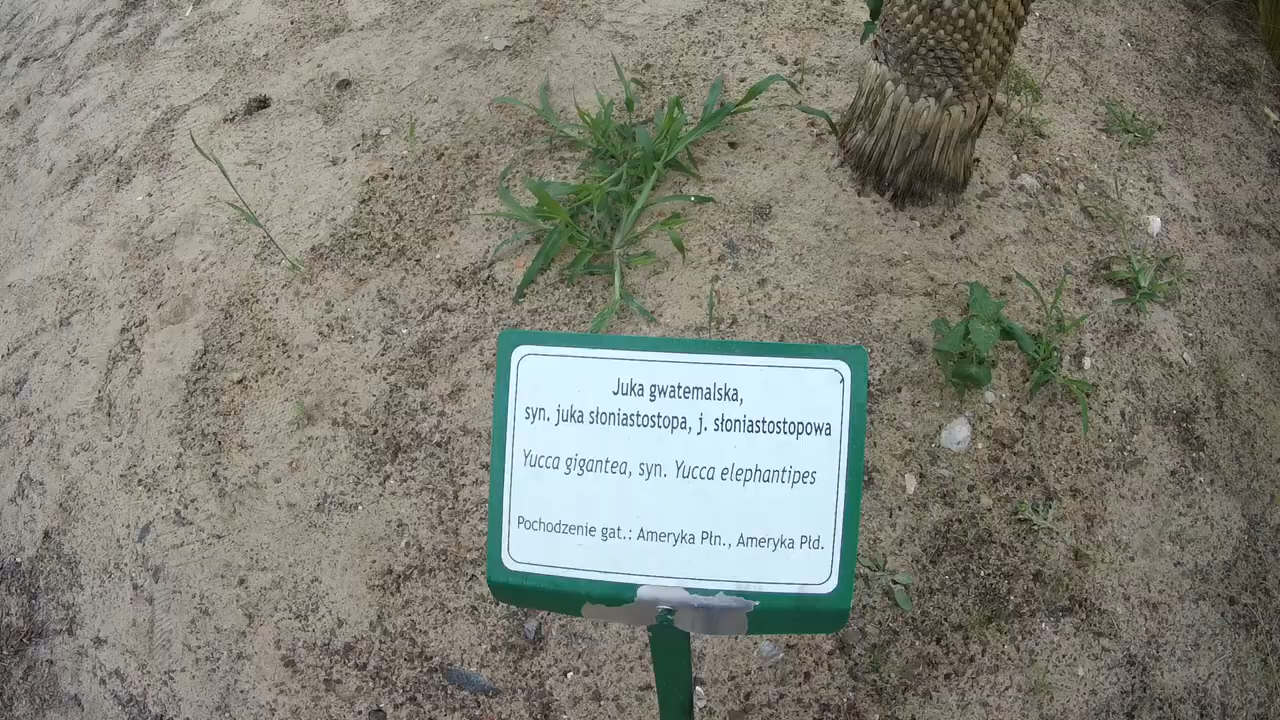 Juka gwatemalska,
syn. juka słoniastostopa, j. słoniastostopowa
Yucca gigantea, syn. Yucca elephantipes
Pochodzenie gat.: Ameryka Płn., Ameryka Płd.